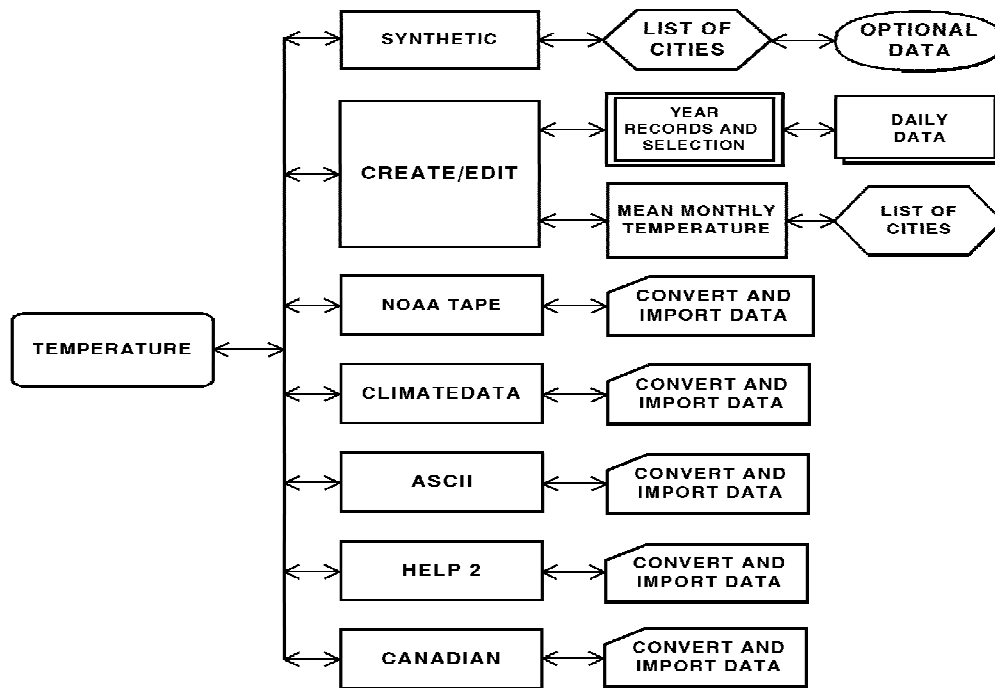 SYNTHETIC
LIST OF
CITIES
OPTIONAL
DATA
CREATE/EDIT
YEAR
RECORDS AND
SELECTION
DAILY
DATA
MEAN MONTHLY
TEMPERATURE
LIST OF
CITIES
TEMPERATURE
NOAA TAPE
CONVERT AND
IMPORT DATA
CLIMATEDATA
CONVERT AND
IMPORT DATA
ASCII
CONVERT AND
IMPORT DATA
HELP 2
CONVERT AND
IMPORT DATA
CANADIAN
CONVERT AND
IMPORT DATA